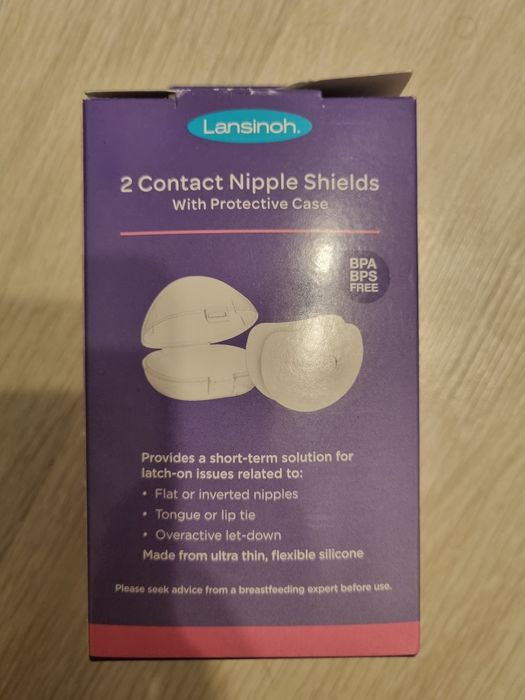 Lansinoh.
2 Contact Nipple Shields
With Protective Case
BPA
BPS
FREE
Provides a short-term solution for
latch-on issues related to:
• Flat or inverted nipples
• Tongue or lip tie
• Overactive let-down
Made from ultra thin, flexible silicone
Please seek advice from a breastfeeding expert before use.